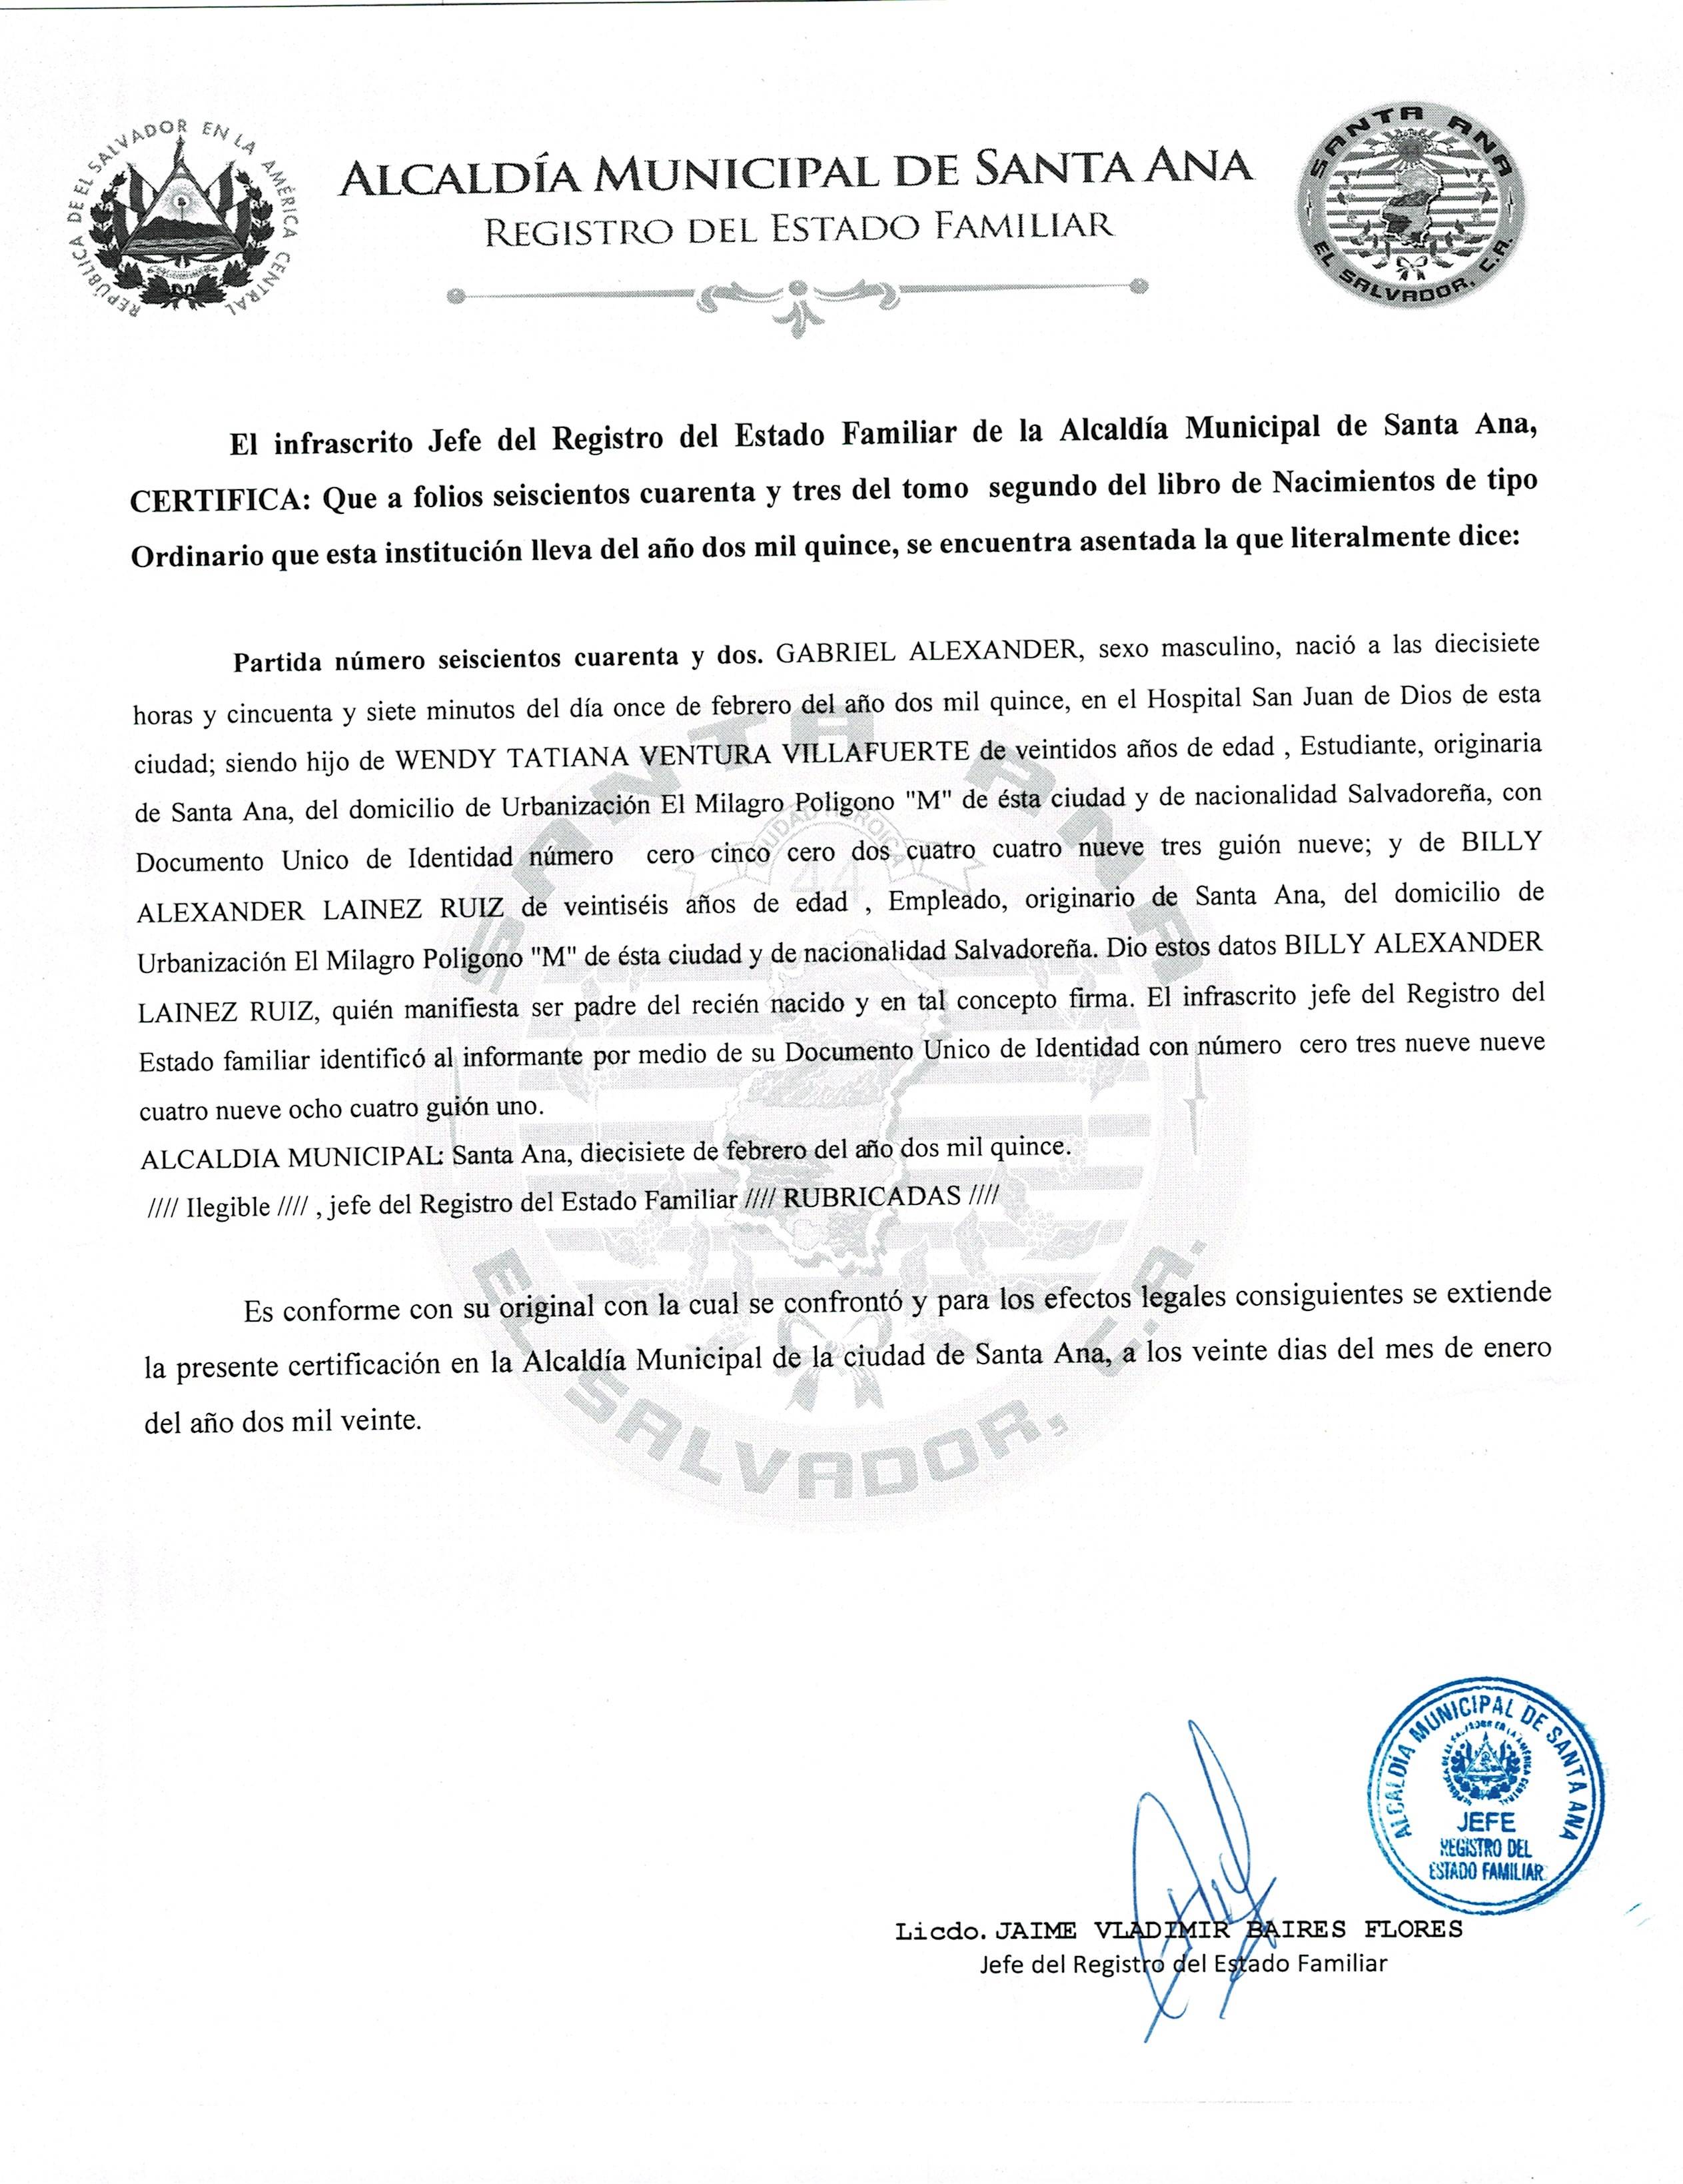 REPÚBLICA DE EL SALVADOR EN LA AMÉRICA CENTRAL
ALCALDÍA MUNICIPAL DE SANTA ANA
REGISTRO DEL ESTADO FAMILIAR
SANTA ANA
EL SALVADOR, C.A.
El infrascrito Jefe del Registro del Estado Familiar de la Alcaldía Municipal de Santa Ana,
CERTIFICA: Que a folios seiscientos cuarenta y tres del tomo segundo del libro de Nacimientos de tipo
Ordinario que esta institución lleva del año dos mil quince, se encuentra asentada la que literalmente dice:
Partida número seiscientos cuarenta y dos. GABRIEL ALEXANDER, sexo masculino, nació a las diecisiete
horas y cincuenta y siete minutos del día once de febrero del año dos mil quince, en el Hospital San Juan de Dios de esta
ciudad; siendo hijo de WENDY TATIANA VENTURA VILLAFUERTE de veintidos años de edad , Estudiante, originaria
de Santa Ana, del domicilio de Urbanización El Milagro Poligono "M" de ésta ciudad y de nacionalidad Salvadoreña, con
Documento Unico de Identidad número cero cinco cero dos cuatro cuatro nueve tres guión nueve; y de BILLY
ALEXANDER LAINEZ RUIZ de veintiséis años de edad , Empleado, originario de Santa Ana, del domicilio de
Urbanización El Milagro Poligono "M" de ésta ciudad y de nacionalidad Salvadoreña. Dio estos datos BILLY ALEXANDER
LAINEZ RUIZ, quién manifiesta ser padre del recién nacido y en tal concepto firma. El infrascrito jefe del Registro del
Estado familiar identificó al informante por medio de su Documento Unico de Identidad con número cero tres nueve nueve
cuatro nueve ocho cuatro guión uno.
ALCALDIA MUNICIPAL: Santa Ana, diecisiete de febrero del año dos mil quince.
//// Ilegible //// , jefe del Registro del Estado Familiar //// RUBRICADAS ////
Es conforme con su original con la cual se confrontó y para los efectos legales consiguientes se extiende
la presente certificación en la Alcaldía Municipal de la ciudad de Santa Ana, a los veinte dias del mes de enero
del año dos mil veinte.
SANTA ANA
CIUDAD HEROICA
44
EL SALVADOR, C.A.
ALCALDÍA MUNICIPAL DE SANTA ANA
JEFE
REGISTRO DEL
ESTADO FAMILIAR
Licdo. JAIME VLADIMIR BAIRES FLORES
Jefe del Registro del Estado Familiar